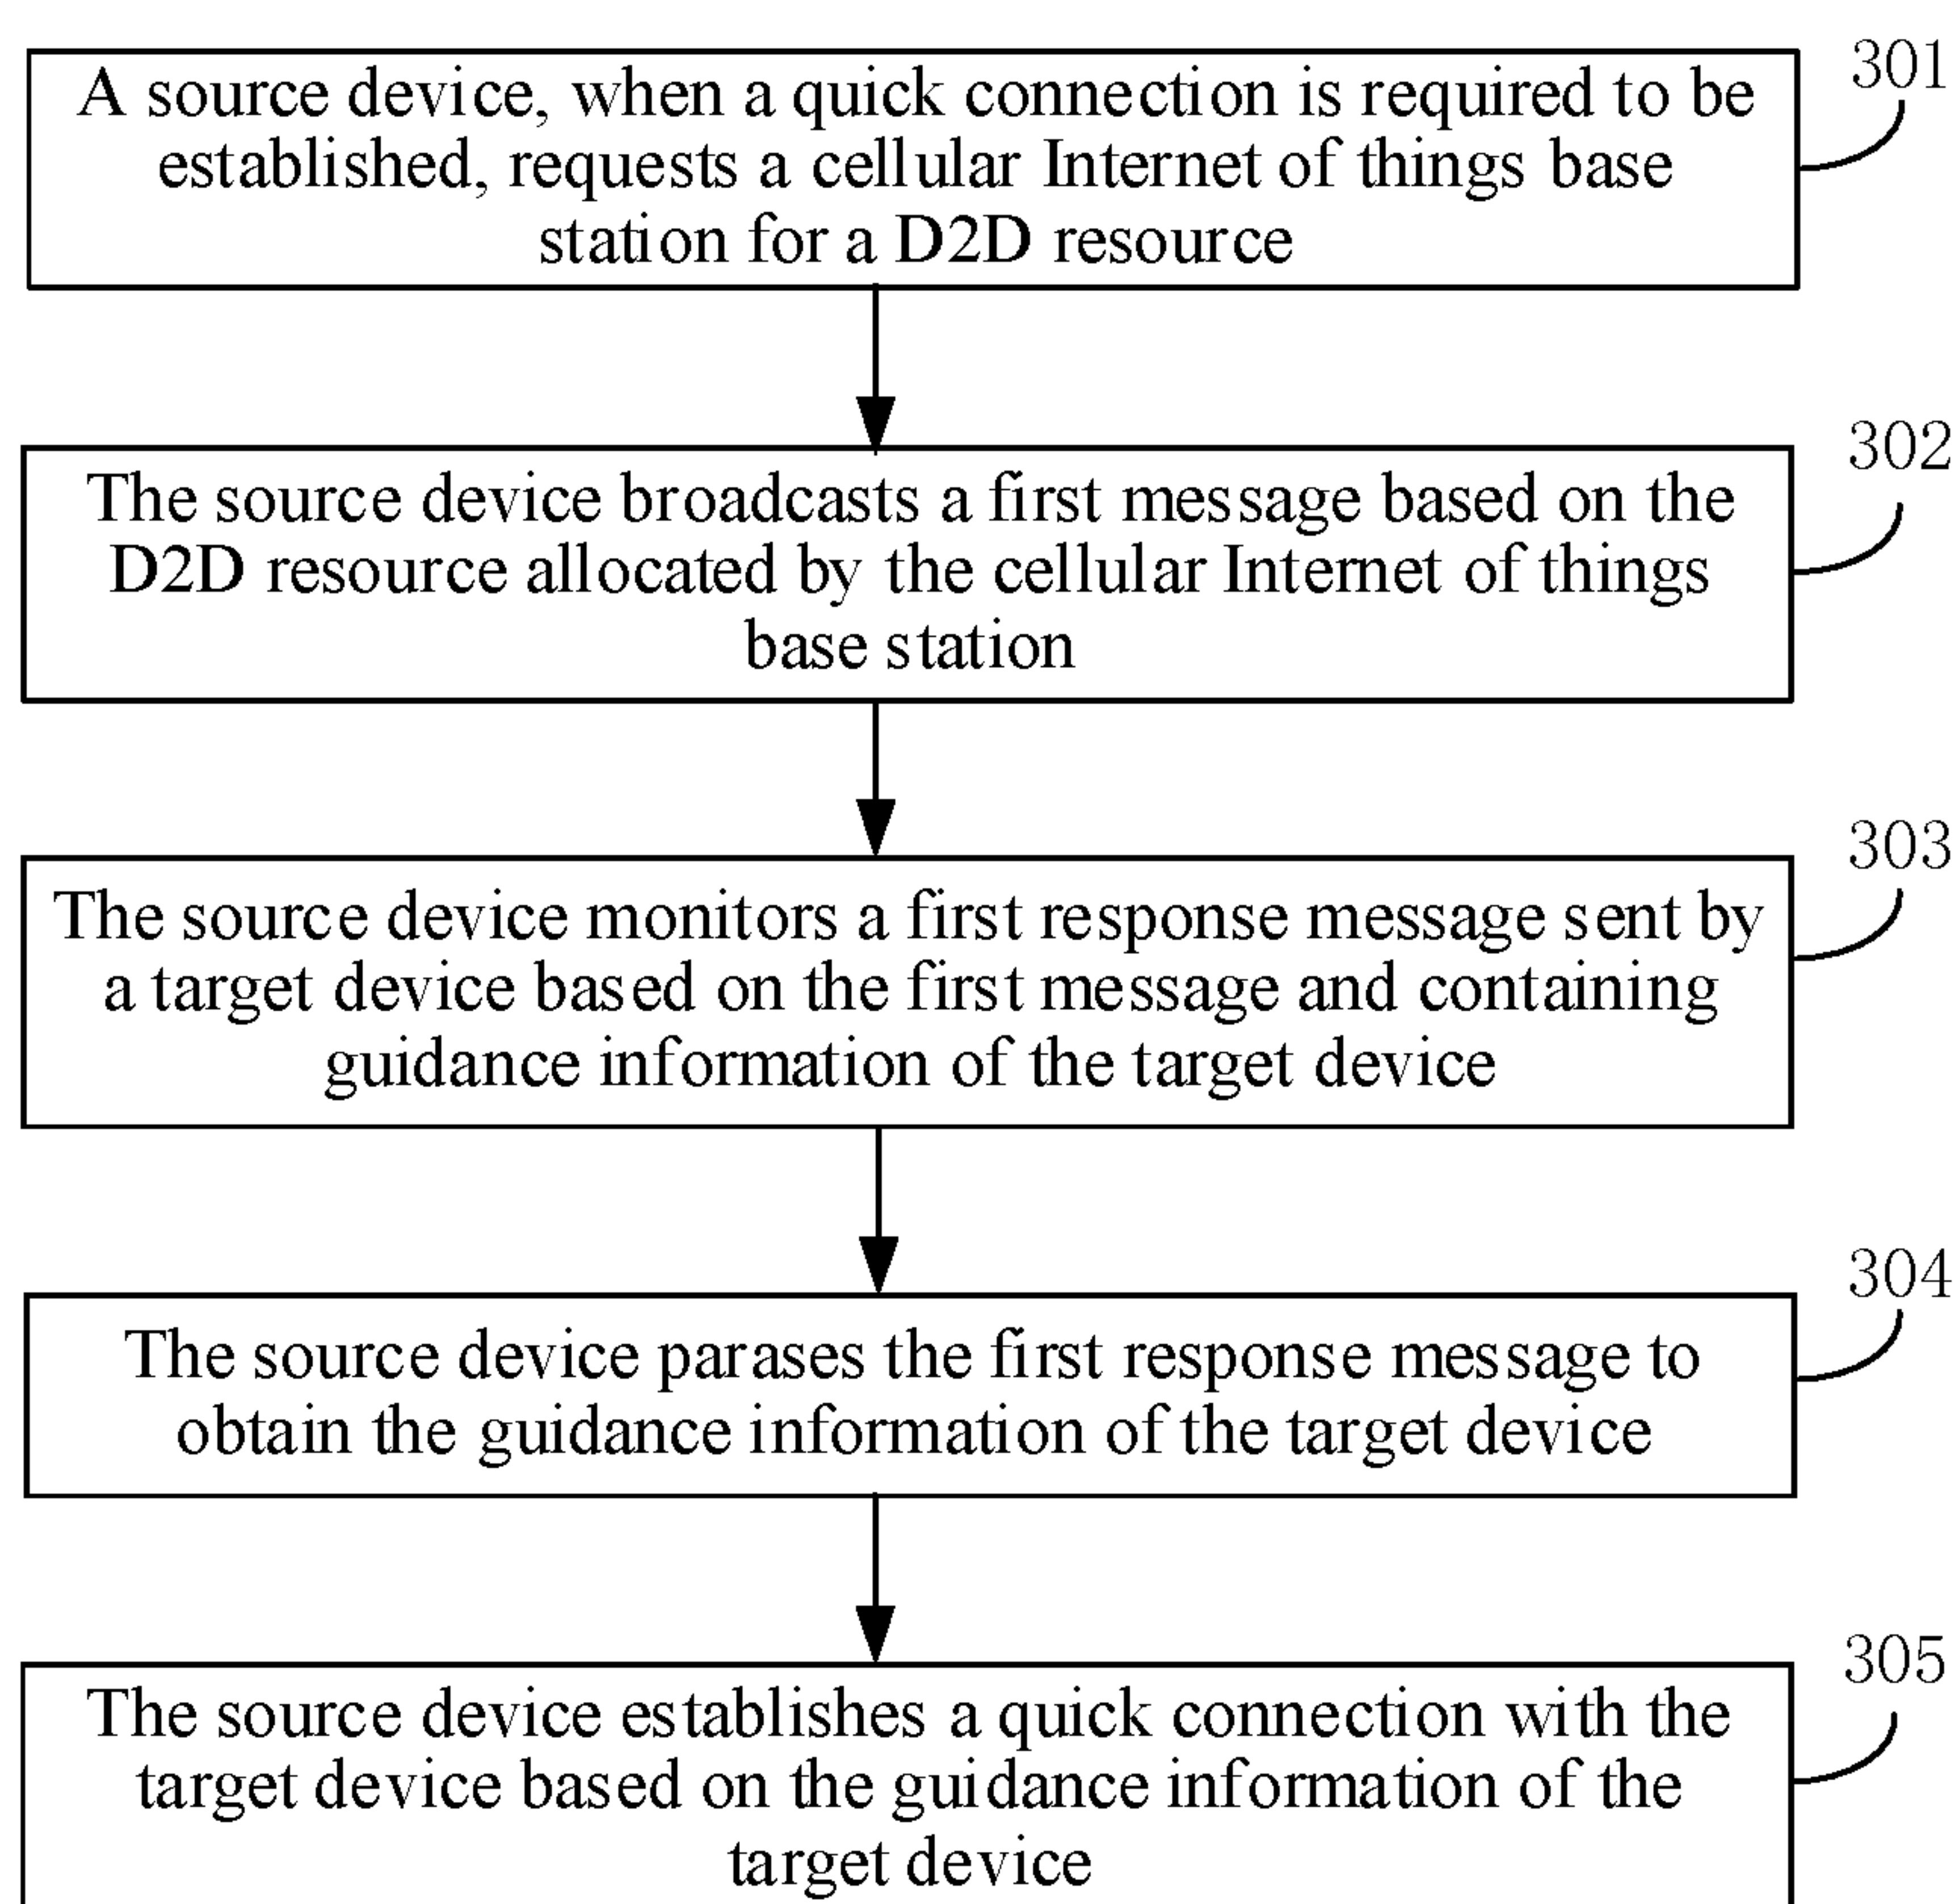 A source device, when a quick connection is required to be
established, requests a cellular Internet of things base
station for a D2D resource
301
The source device broadcasts a first message based on the
D2D resource allocated by the cellular Internet of things
base station
302
The source device monitors a first response message sent by
a target device based on the first message and containing
guidance information of the target device
303
The source device parases the first response message to
obtain the guidance information of the target device
304
The source device establishes a quick connection with the
target device based on the guidance information of the
target device
305